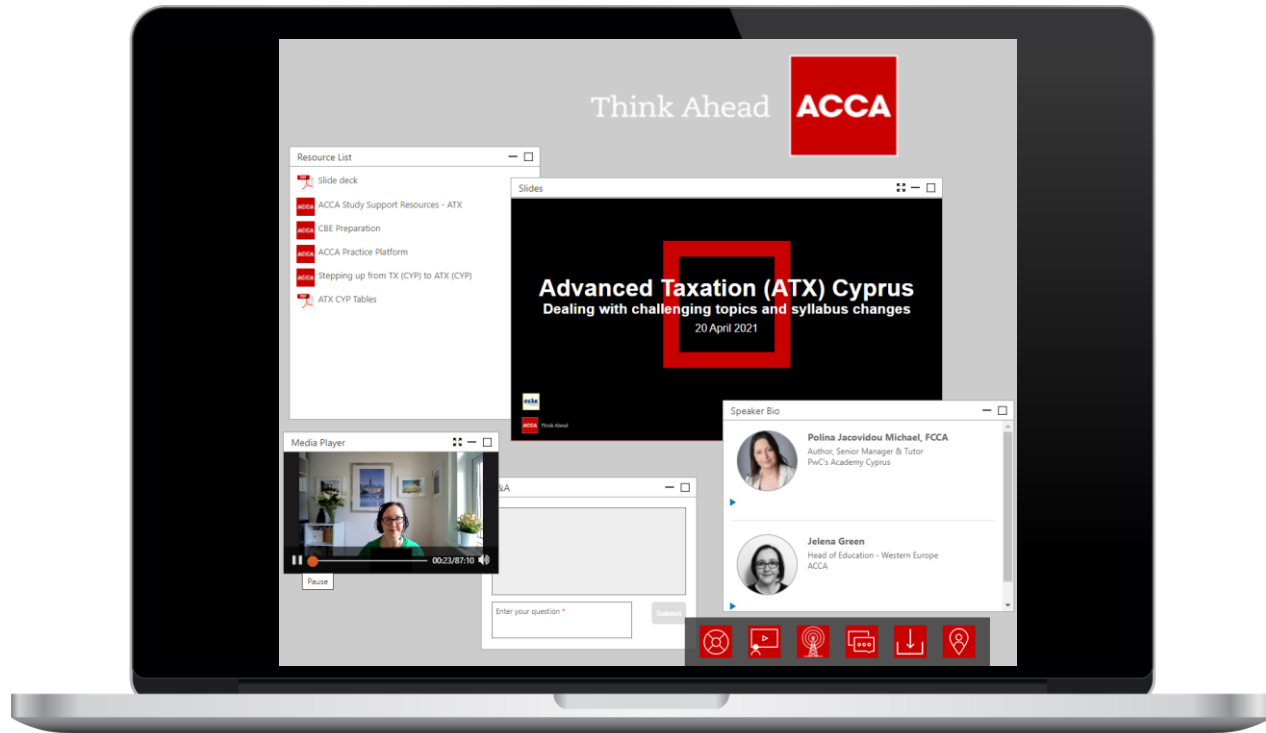 Think Ahead
ACCA
Resource List
Slide deck
ACCA Study Support Resources - ATX
CBE Preparation
ACCA Practice Platform
Stepping up from TX (CYP) to ATX (CYP)
ATX CYP Tables
Slides
Advanced Taxation (ATX) Cyprus
Dealing with challenging topics and syllabus changes
20 April 2021
ACCA Think Ahead
Speaker Bio
Polina Jacovidou Michael, FCCA
Author, Senior Manager & Tutor
PwC's Academy Cyprus
Jelena Green
Head of Education - Western Europe
ACCA
Media Player
00:23/87:10
Pause
&A
Enter your question *
Submit